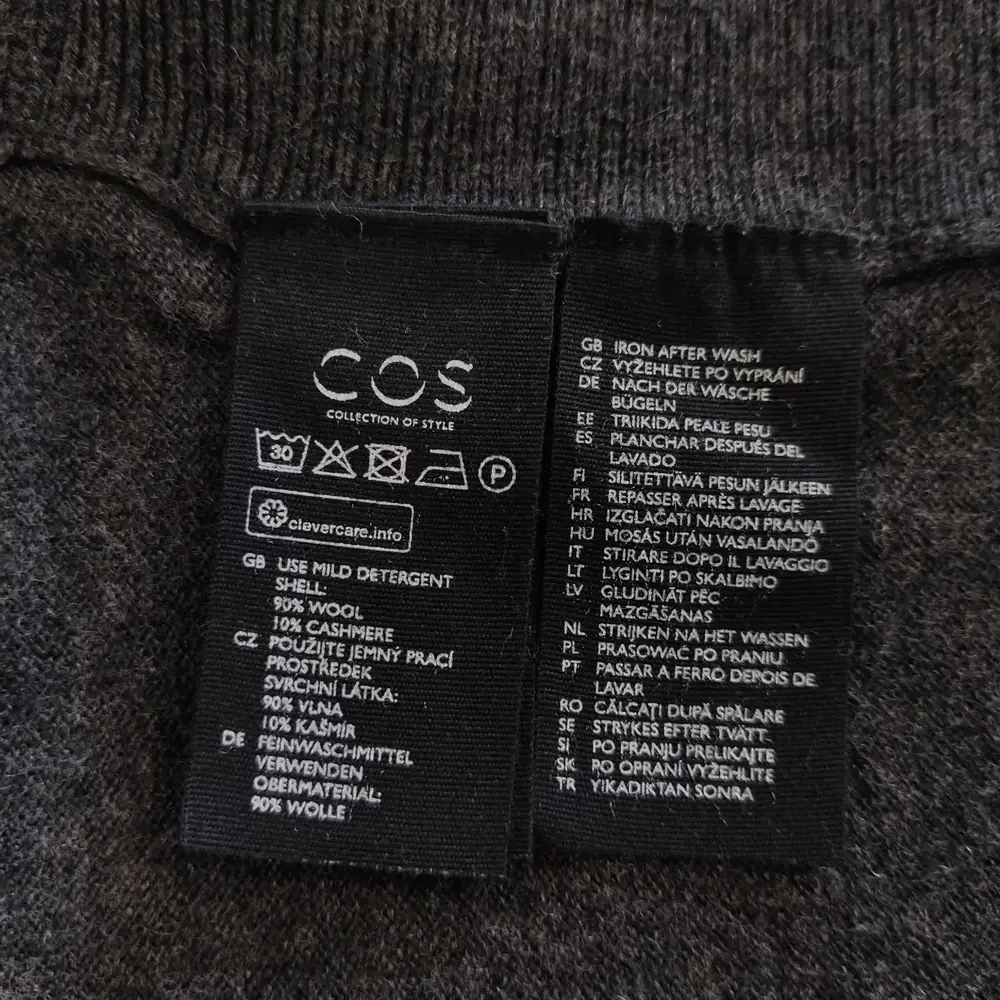 COS
COLLECTION OF STYLE
30
P
clevercare.info
GB USE MILD DETERGENT
SHELL:
90% WOOL
10% CASHMERE
CZ POUŽIJTE JEMNÝ PRACÍ
PROSTŘEDEK
SVRCHNÍ LÁTKA:
90% VLNA
10% KAŠMÍR
DE FEINWASCHMITTEL
VERWENDEN
OBERMATERIAL:
90% WOLLE
GB IRON AFTER WASH
CZ VYŽEHLETE PO VYPRÁNÍ
DE NACH DER WÄSCHE
BÜGELN
EE TRIIKIDA PEALE PESU
ES PLANCHAR DESPUÉS DEL
LAVADO
FI SILITETTÄVÄ PESUN JÄLKEEN
FR REPASSER APRÈS LAVAGE
HR IZGLAČATI NAKON PRANJA
HU MOSÁS UTÁN VASALANDÓ
IT STIRARE DOPO IL LAVAGGIO
LT LYGINTI PO SKALBIMO
LV GLUDINĀT PĒC
MAZGĀŠANAS
NL STRIJKEN NA HET WASSEN
PL PRASOWAĆ PO PRANIU
PT PASSAR A FERRO DEPOIS DE
LAVAR
RO CĂLCAȚI DUPĂ SPĂLARE
SE STRYKES EFTER TVÄTT
SI PO PRANJU PRELIKAJTE
SK PO OPRANÍ VYŽEHLITE
TR YIKADIKTAN SONRA